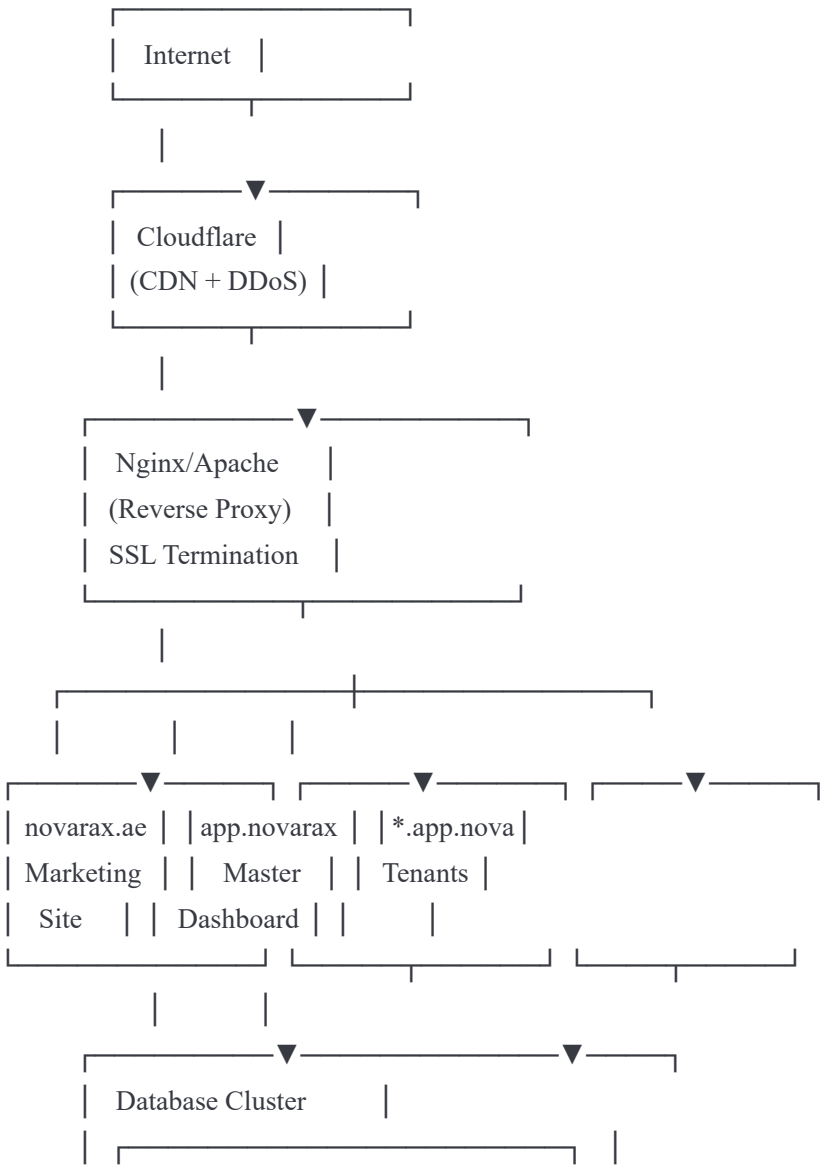 Internet
Cloudflare
(CDN + DDoS)
Nginx/Apache
(Reverse Proxy)
SSL Termination
novarax.ae app.novarax *.app.nova
Marketing Master Tenants
Site Dashboard
Database Cluster